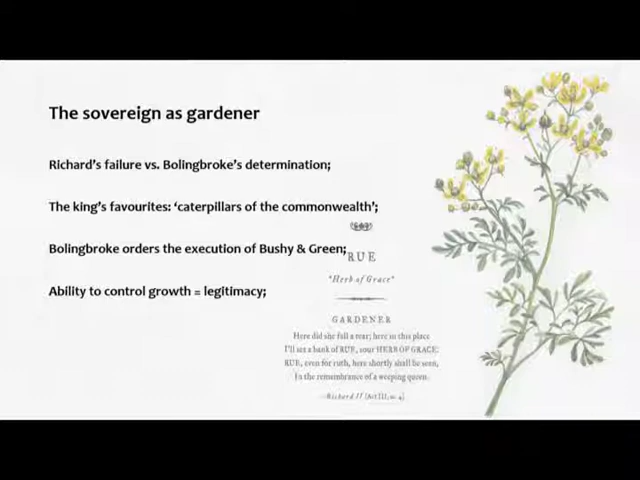 The sovereign as gardener
Richard's failure vs. Bolingbroke's determination;
The king's favourites: 'caterpillars of the commonwealth';
Bolingbroke orders the execution of Bushy & Green;
Ability to control growth = legitimacy;
RUE
"Herb of Grace"
GARDENER
Here did she fall a tear; here in this place
I'll set a bank of RUE, sour HERB OF GRACE:
RUE, even for ruth, here shortly shall be seen,
In the remembrance of a weeping queen.
Richard II (Act III, sc. 4)